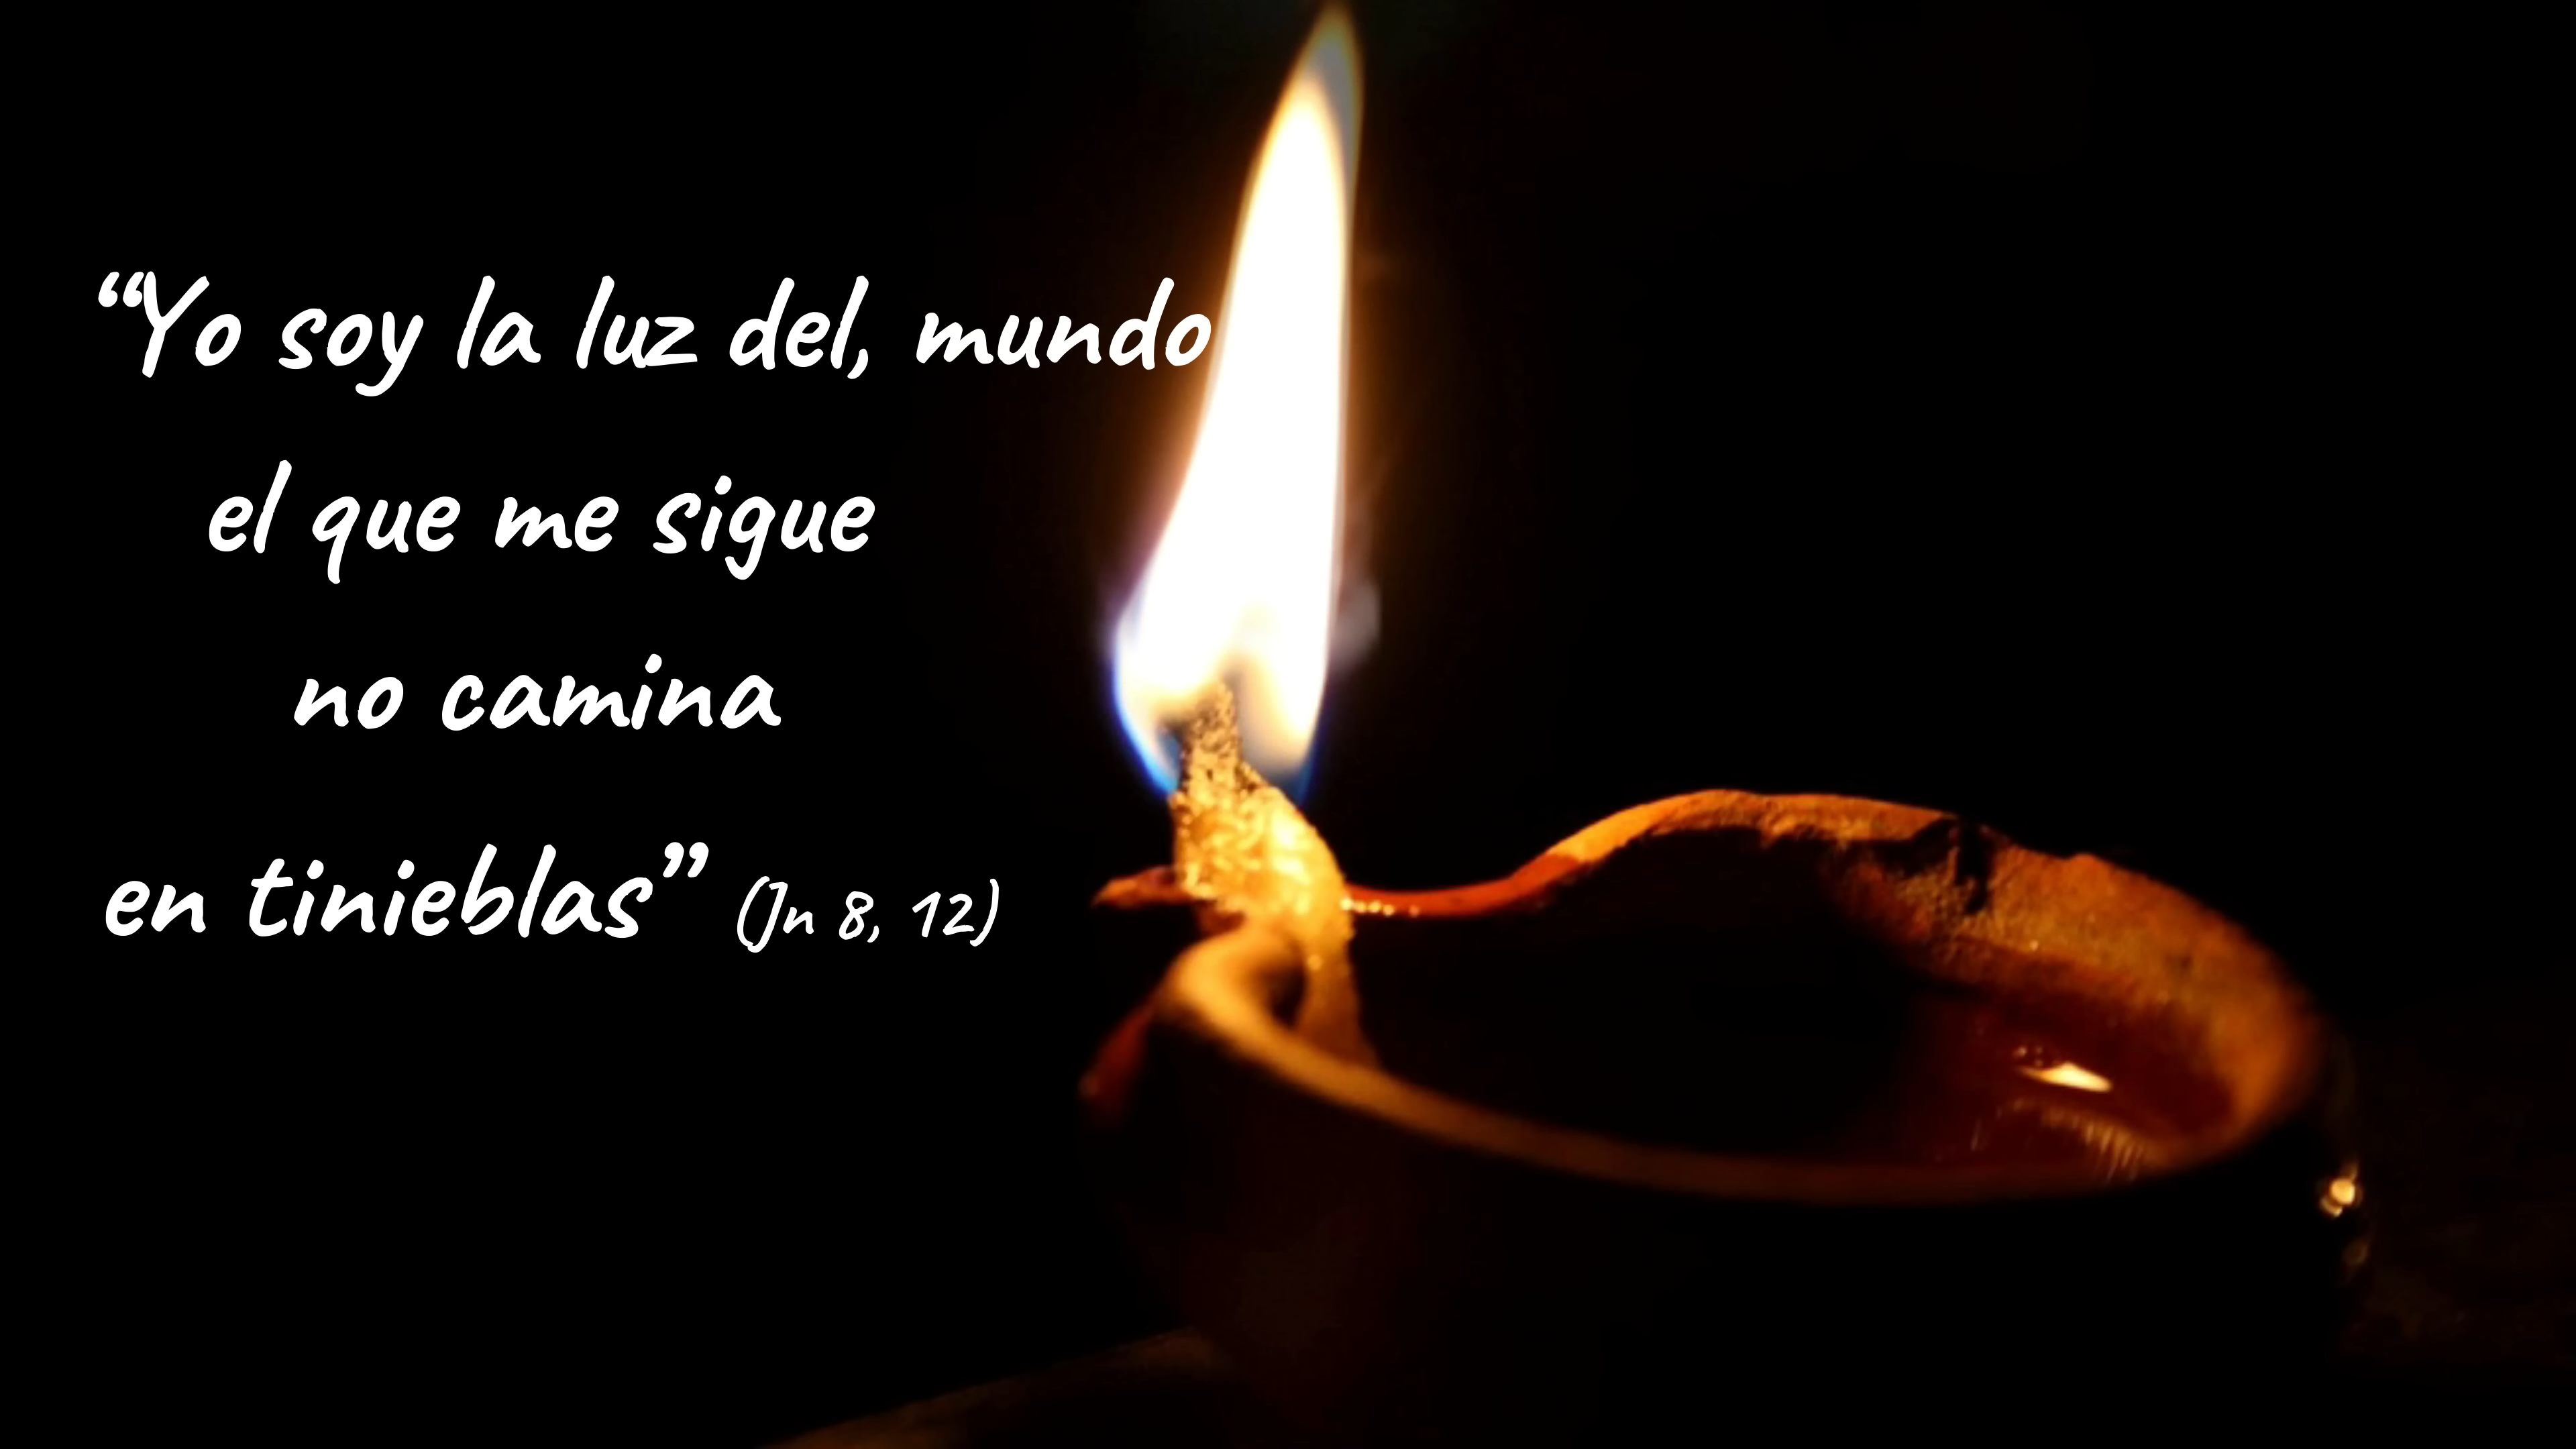 “Yo soy la luz del, mundo
el que me sigue
no camina
en tinieblas” (Jn 8, 12)